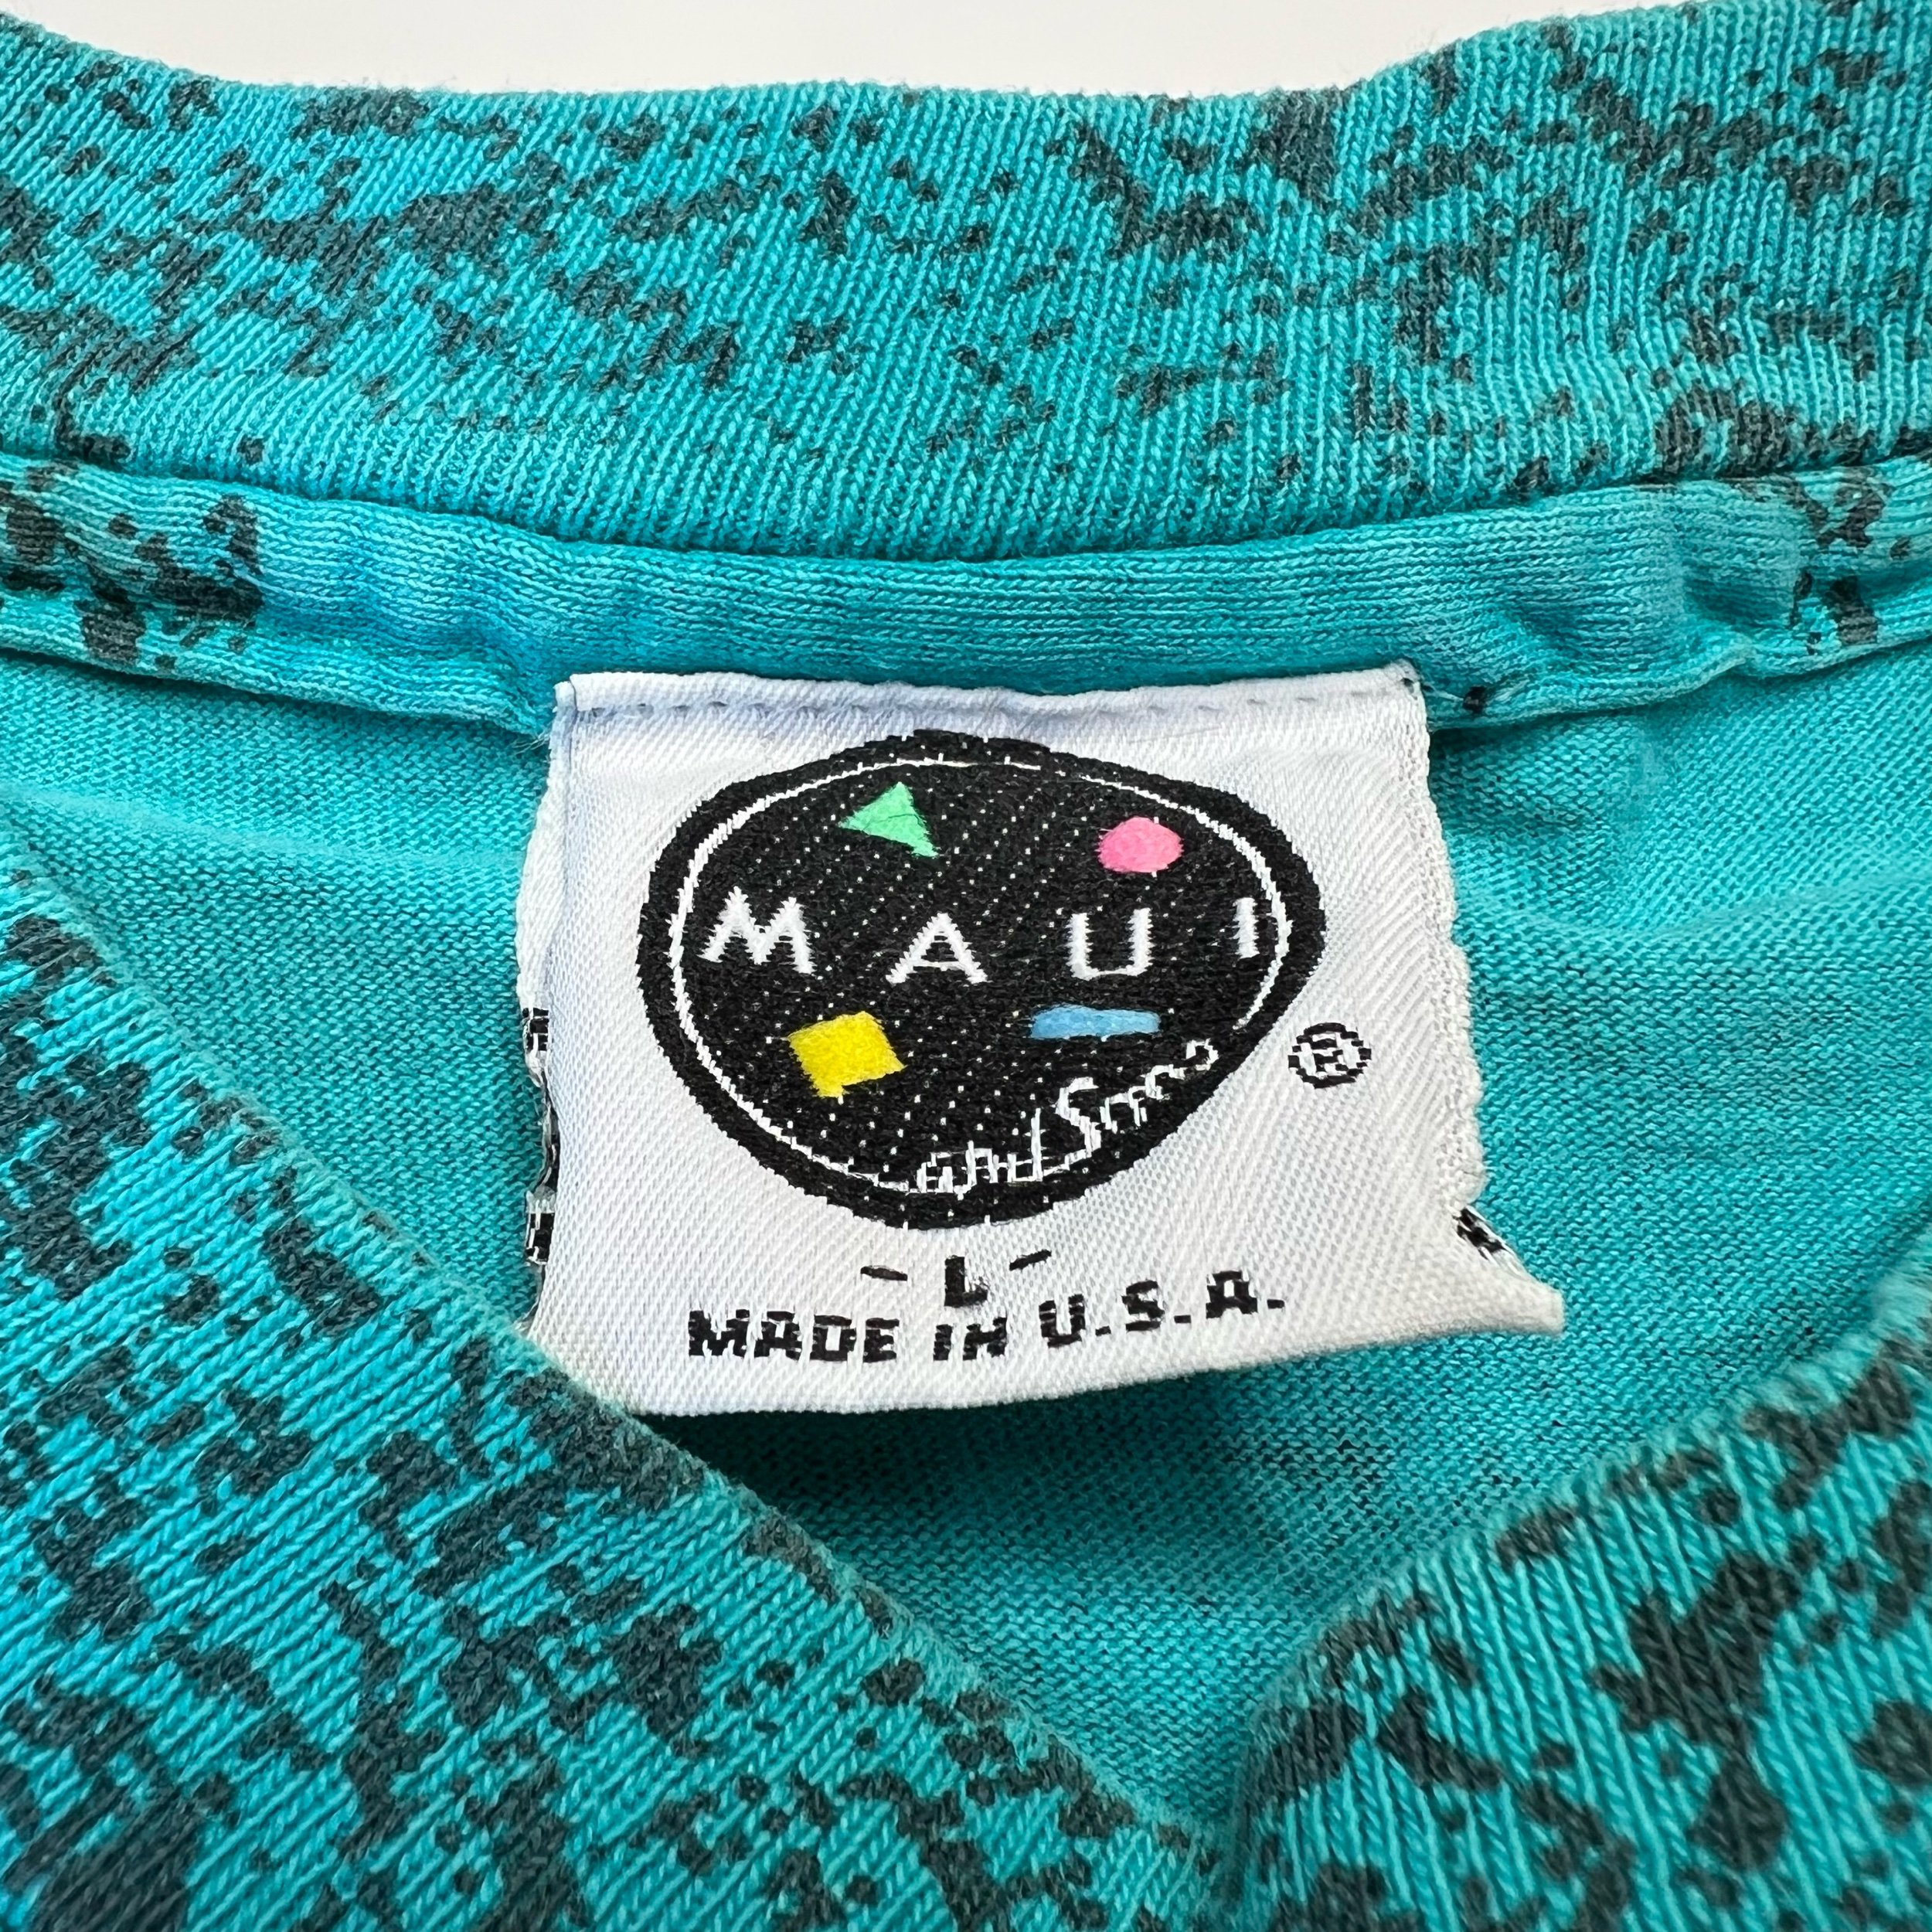 MAUI
and Sons
®
- L -
MADE IN U.S.A.